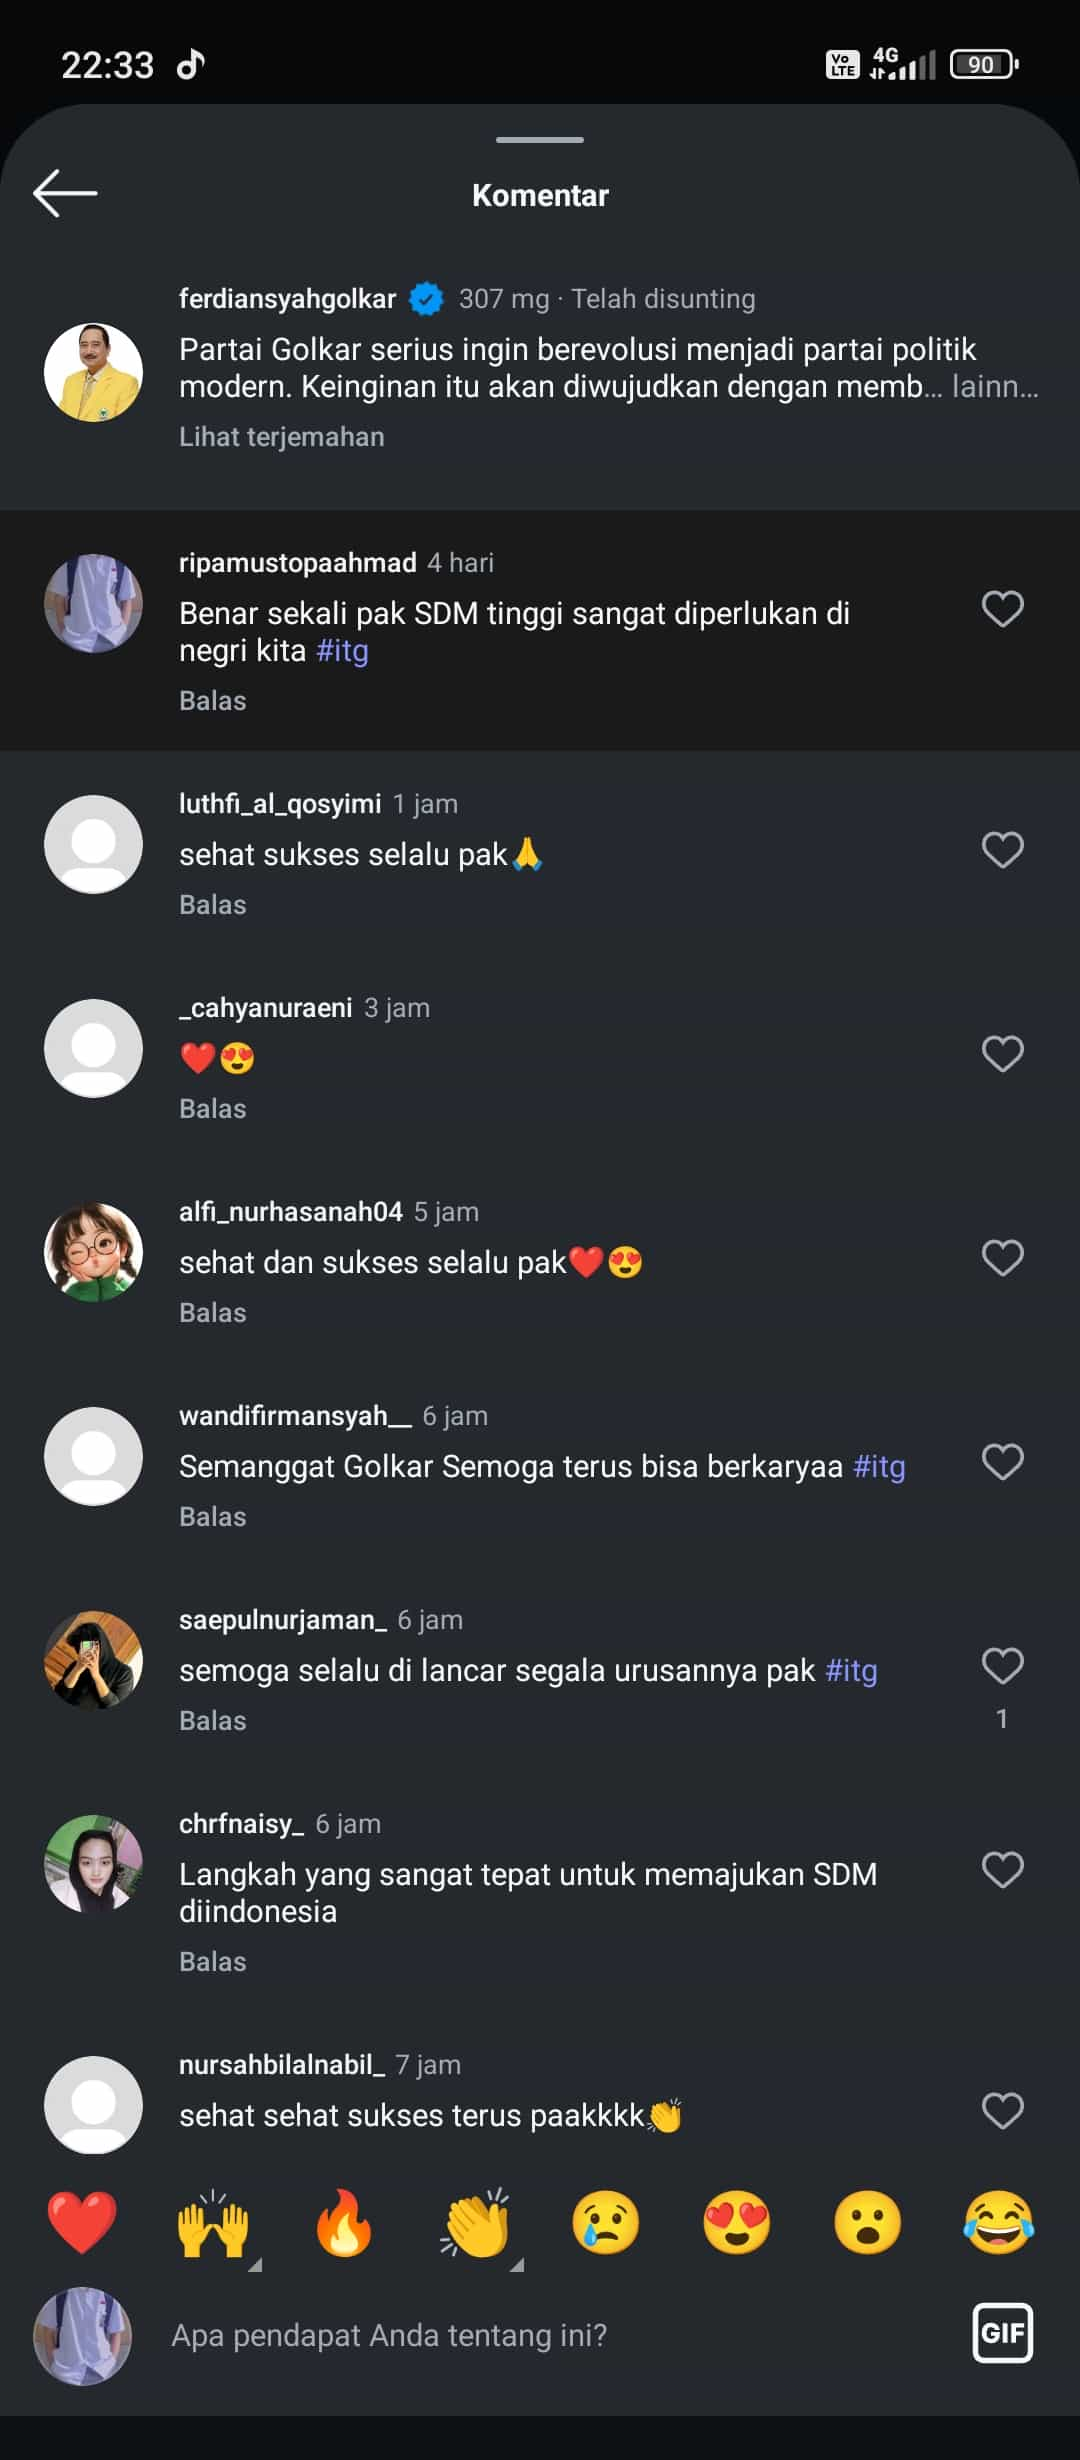 22:33
Vo LTE 4G 90
Komentar
ferdiansyahgolkar 307 mg · Telah disunting
Partai Golkar serius ingin berevolusi menjadi partai politik
modern. Keinginan itu akan diwujudkan dengan memb... lainn...
Lihat terjemahan
ripamustopaahmad 4 hari
Benar sekali pak SDM tinggi sangat diperlukan di
negri kita #itg
Balas
luthfi_al_qosyimi 1 jam
sehat sukses selalu pak🙏
Balas
_cahyanuraeni 3 jam
❤️😍
Balas
alfi_nurhasanah04 5 jam
sehat dan sukses selalu pak❤️😍
Balas
wandifirmansyah__ 6 jam
Semanggat Golkar Semoga terus bisa berkaryaa #itg
Balas
saepulnurjaman_ 6 jam
semoga selalu di lancar segala urusannya pak #itg
Balas
1
chrfnaisy_ 6 jam
Langkah yang sangat tepat untuk memajukan SDM
diindonesia
Balas
nursahbilalnabil_ 7 jam
sehat sehat sukses terus paakkkk👏
❤️🙌🔥👏😢😍😮😂
Apa pendapat Anda tentang ini?
GIF